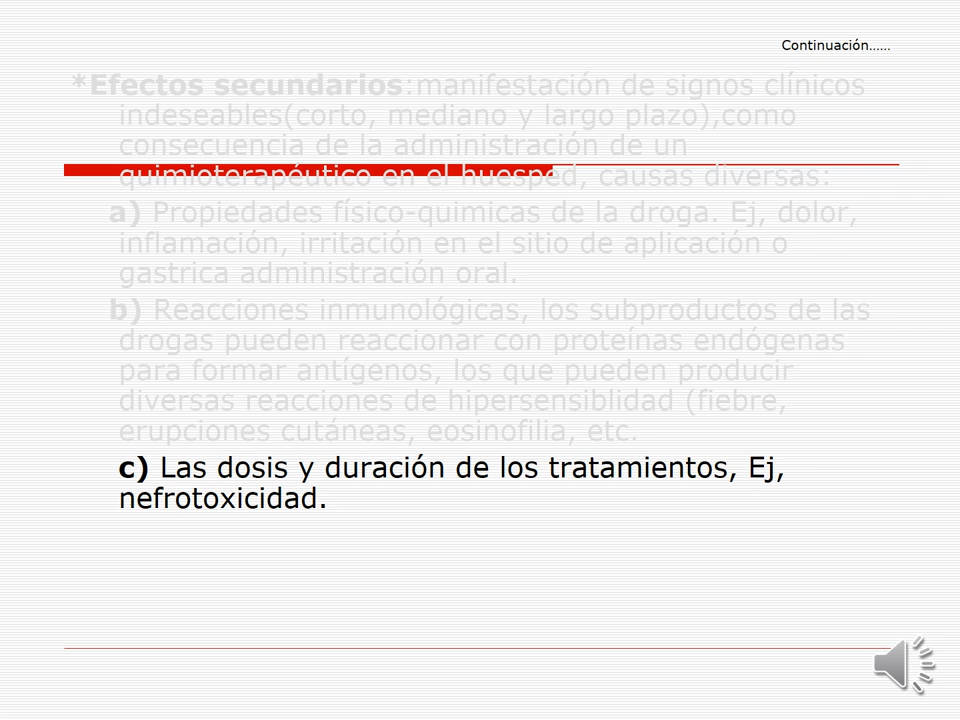 Continuación......
*Efectos secundarios:manifestación de signos clínicos
indeseables(corto, mediano y largo plazo),como
consecuencia de la administración de un
quimioterapéutico en el huesped, causas diversas:
a) Propiedades físico-quimicas de la droga. Ej, dolor,
inflamación, irritación en el sitio de aplicación o
gastrica administración oral.
b) Reacciones inmunológicas, los subproductos de las
drogas pueden reaccionar con proteínas endógenas
para formar antígenos, los que pueden producir
diversas reacciones de hipersensiblidad (fiebre,
erupciones cutáneas, eosinofilia, etc.
c) Las dosis y duración de los tratamientos, Ej,
nefrotoxicidad.